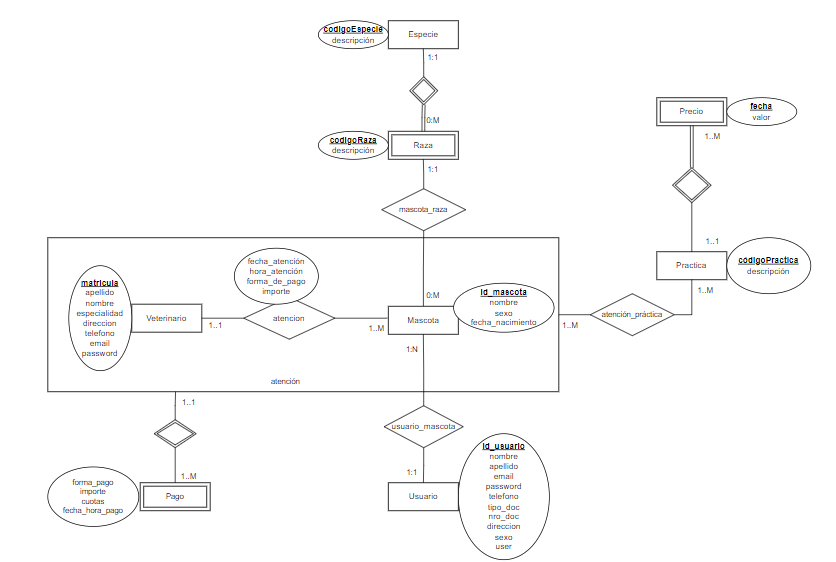 codigoEspecie
descripción
Especie
1:1
0:M
codigoRaza
descripción
Raza
1:1
mascota_raza
Precio
fecha
valor
1..M
1..1
Practica
códigoPractica
descripción
1..M
matricula
apellido
nombre
especialidad
direccion
telefono
email
password
Veterinario
1..1
fecha_atención
hora_atención
forma_de_pago
importe
atencion
1..M
0:M
Mascota
id_mascota
nombre
sexo
fecha_nacimiento
1:N
1..M
atención_práctica
atención
1..1
usuario_mascota
1:1
1..M
forma_pago
importe
cuotas
fecha_hora_pago
Pago
Usuario
id_usuario
nombre
apellido
email
password
telefono
tipo_doc
nro_doc
direccion
sexo
user